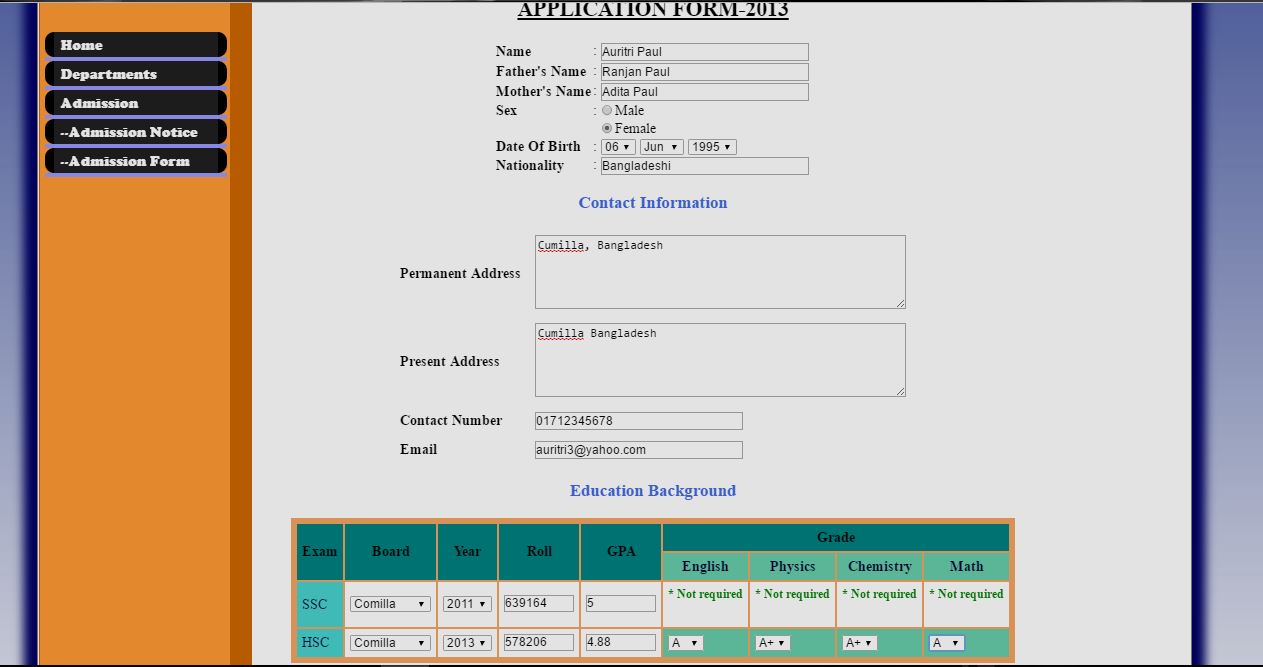 APPLICATION FORM-2013
Home
Departments
Admission
--Admission Notice
--Admission Form
Name : Auritri Paul
Father's Name : Ranjan Paul
Mother's Name : Adita Paul
Sex : Male
Female
Date Of Birth : 06 Jun 1995
Nationality : Bangladeshi
Contact Information
Permanent Address Cumilla, Bangladesh
Present Address Cumilla Bangladesh
Contact Number 01712345678
Email auritri3@yahoo.com
Education Background
Exam Board Year Roll GPA Grade
English Physics Chemistry Math
SSC Comilla 2011 639164 5 * Not required * Not required * Not required * Not required
HSC Comilla 2013 578206 4.88 A A+ A+ A